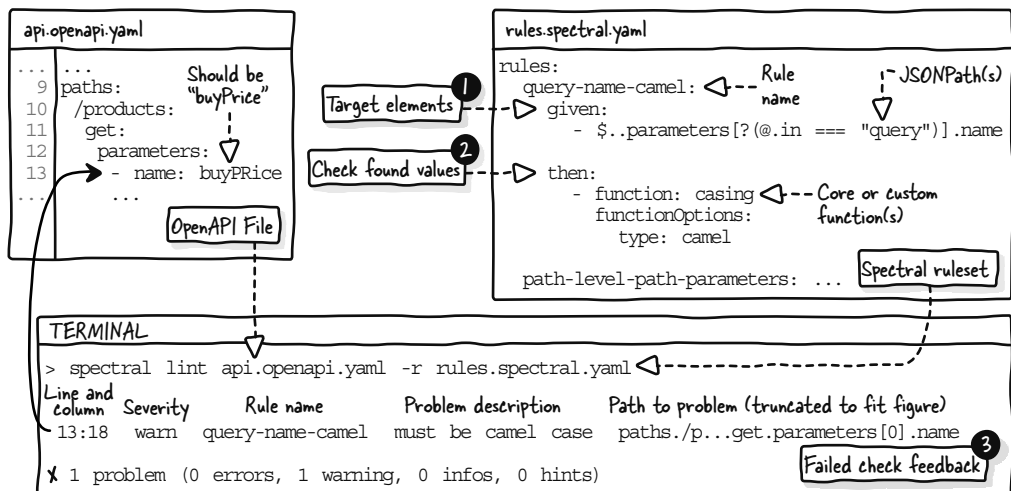 api.openapi.yaml
... ...
9 paths:
10 /products:
11 get:
12 parameters:
13 - name: buyPRice
... ...
Should be
"buyPrice"
OpenAPI File
Target elements
1
Check found values
2
rules.spectral.yaml
rules:
query-name-camel:
given:
- $..parameters[?(@.in === "query")].name
then:
- function: casing
functionOptions:
type: camel
path-level-path-parameters: ...
Rule
name
JSONPath(s)
Core or custom
function(s)
Spectral ruleset
TERMINAL
> spectral lint api.openapi.yaml -r rules.spectral.yaml
Line and
column
Severity
Rule name
Problem description
Path to problem (truncated to fit figure)
13:18 warn query-name-camel must be camel case paths./p...get.parameters[0].name
✗ 1 problem (0 errors, 1 warning, 0 infos, 0 hints)
Failed check feedback
3